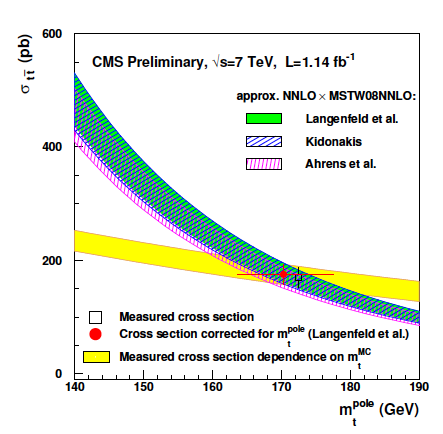 σ tt̄ (pb)
600
400
200
0
CMS Preliminary, √s=7 TeV, L=1.14 fb⁻¹
approx. NNLO × MSTW08NNLO:
Langenfeld et al.
Kidonakis
Ahrens et al.
Measured cross section
Cross section corrected for m_t^pole (Langenfeld et al.)
Measured cross section dependence on m_t^MC
140 150 160 170 180 190
m_t^pole (GeV)